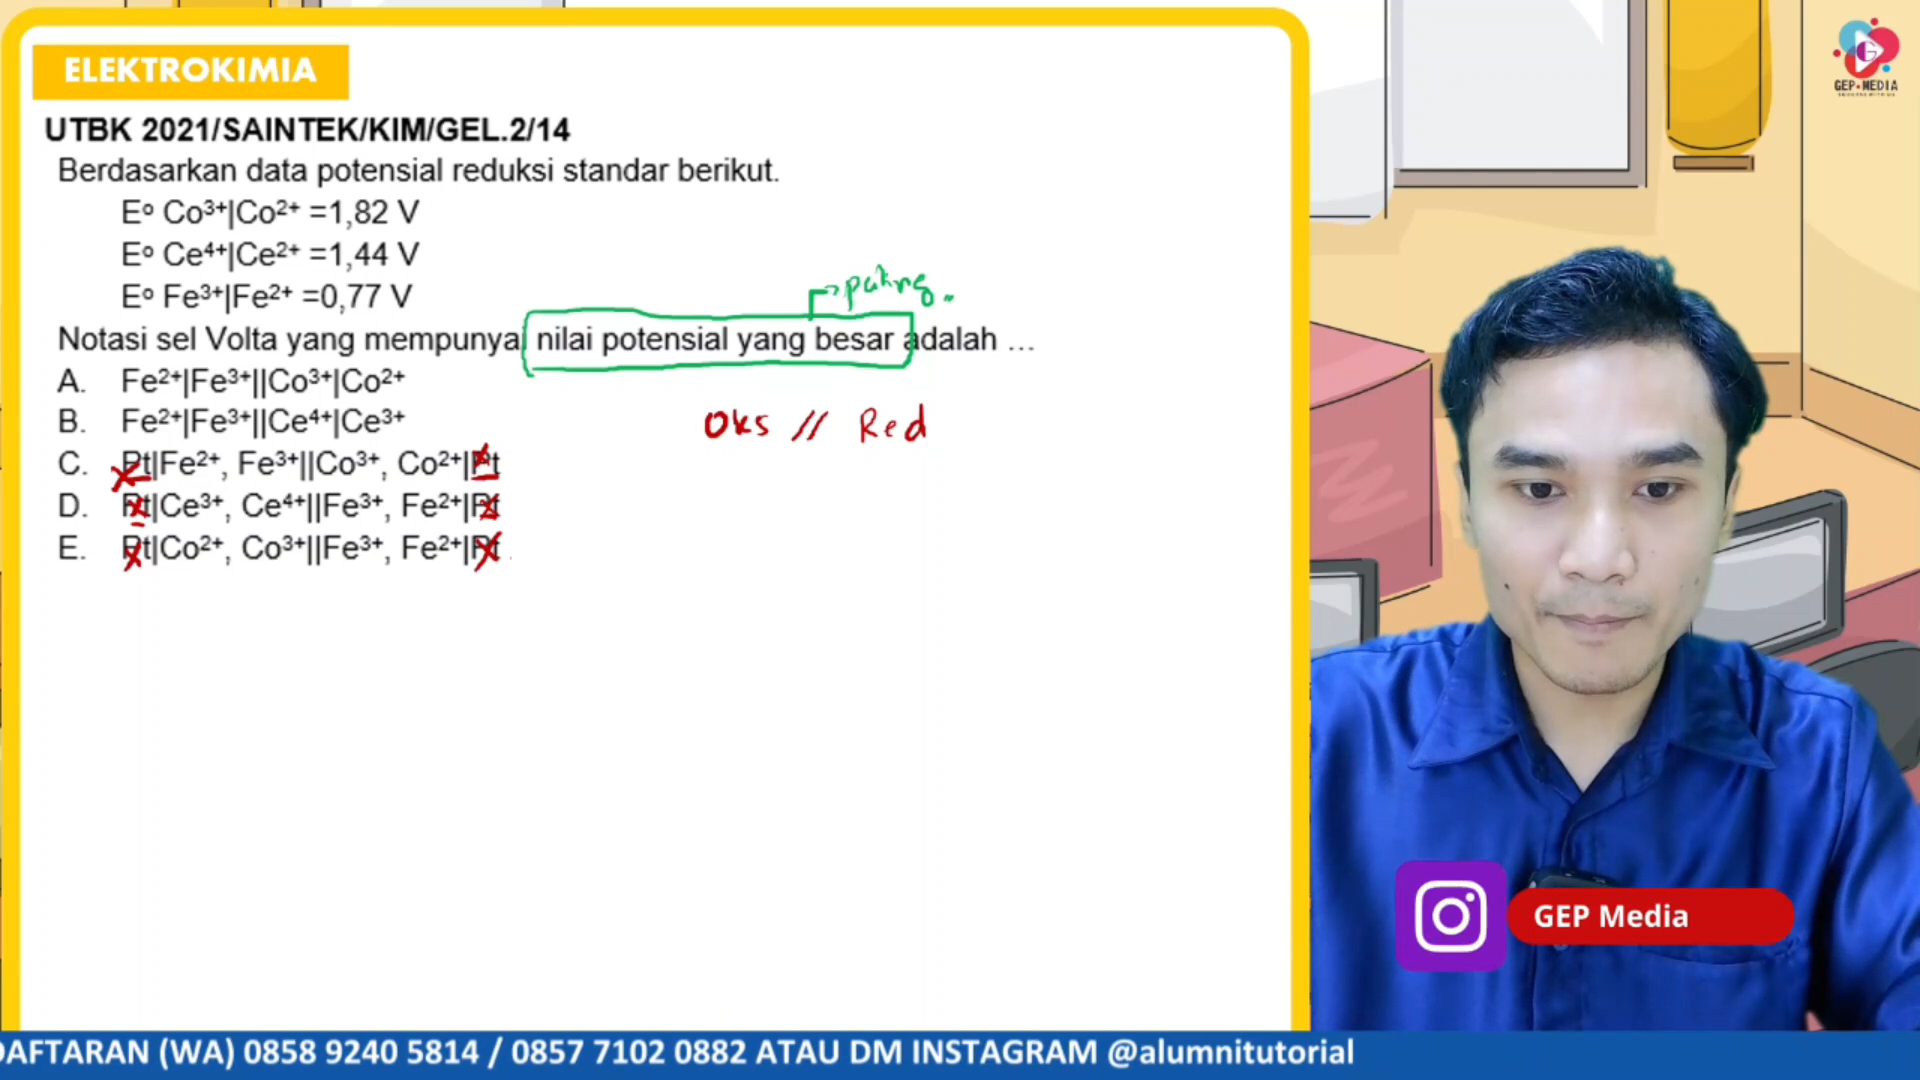 ELEKTROKIMIA
UTBK 2021/SAINTEK/KIM/GEL.2/14
Berdasarkan data potensial reduksi standar berikut.
Eº Co³⁺|Co²⁺ =1,82 V
Eº Ce⁴⁺|Ce²⁺ =1,44 V
Eº Fe³⁺|Fe²⁺ =0,77 V
paling
Notasi sel Volta yang mempunyai nilai potensial yang besar adalah …
A. Fe²⁺|Fe³⁺||Co³⁺|Co²⁺
B. Fe²⁺|Fe³⁺||Ce⁴⁺|Ce³⁺
Oks // Red
C. Pt|Fe²⁺, Fe³⁺||Co³⁺, Co²⁺|Pt
D. Pt|Ce³⁺, Ce⁴⁺||Fe³⁺, Fe²⁺|Pt
E. Pt|Co²⁺, Co³⁺||Fe³⁺, Fe²⁺|Pt
GEP MEDIA
GEP Media
DAFTARAN (WA) 0858 9240 5814 / 0857 7102 0882 ATAU DM INSTAGRAM @alumnitutorial